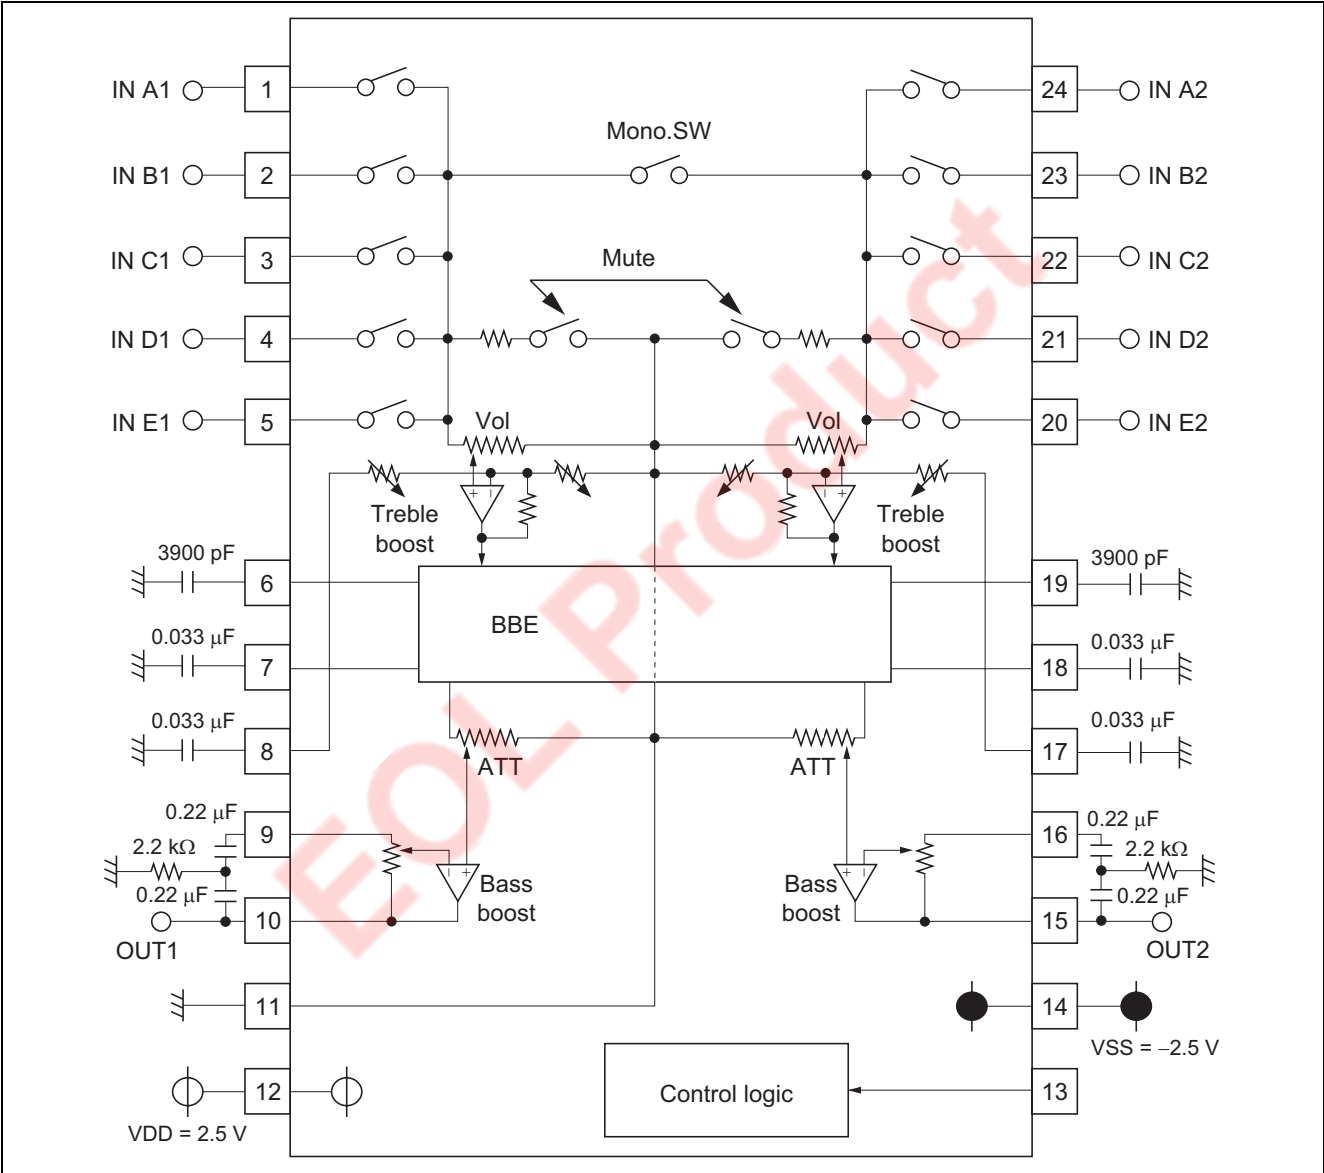 IN A1
1
24
IN A2
Mono.SW
IN B1
2
23
IN B2
IN C1
3
Mute
22
IN C2
IN D1
4
21
IN D2
IN E1
5
Vol
Vol
20
IN E2
+ −
− +
Treble
boost
Treble
boost
3900 pF
6
19
3900 pF
BBE
0.033 μF
7
18
0.033 μF
0.033 μF
8
17
0.033 μF
ATT
ATT
0.22 μF
9
16
0.22 μF
2.2 kΩ
2.2 kΩ
− +
+ −
Bass
boost
Bass
boost
0.22 μF
10
15
0.22 μF
OUT1
OUT2
11
14
VSS = −2.5 V
12
Control logic
13
VDD = 2.5 V
EOL Product